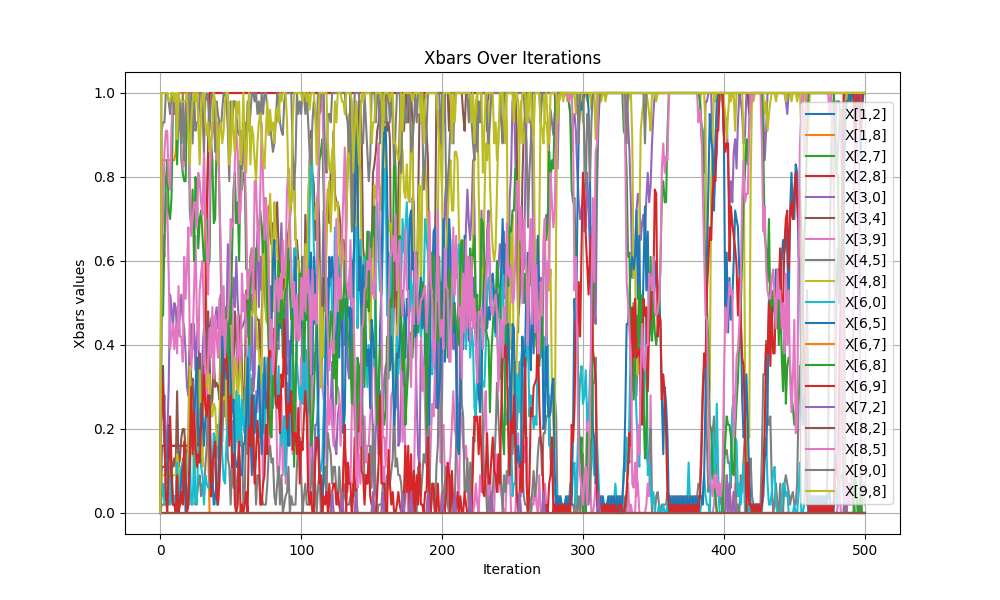 Xbars Over Iterations
Xbars values
1.0
0.8
0.6
0.4
0.2
0.0
0
100
200
300
400
500
Iteration
X[1,2]
X[1,8]
X[2,7]
X[2,8]
X[3,0]
X[3,4]
X[3,9]
X[4,5]
X[4,8]
X[6,0]
X[6,5]
X[6,7]
X[6,8]
X[6,9]
X[7,2]
X[8,2]
X[8,5]
X[9,0]
X[9,8]